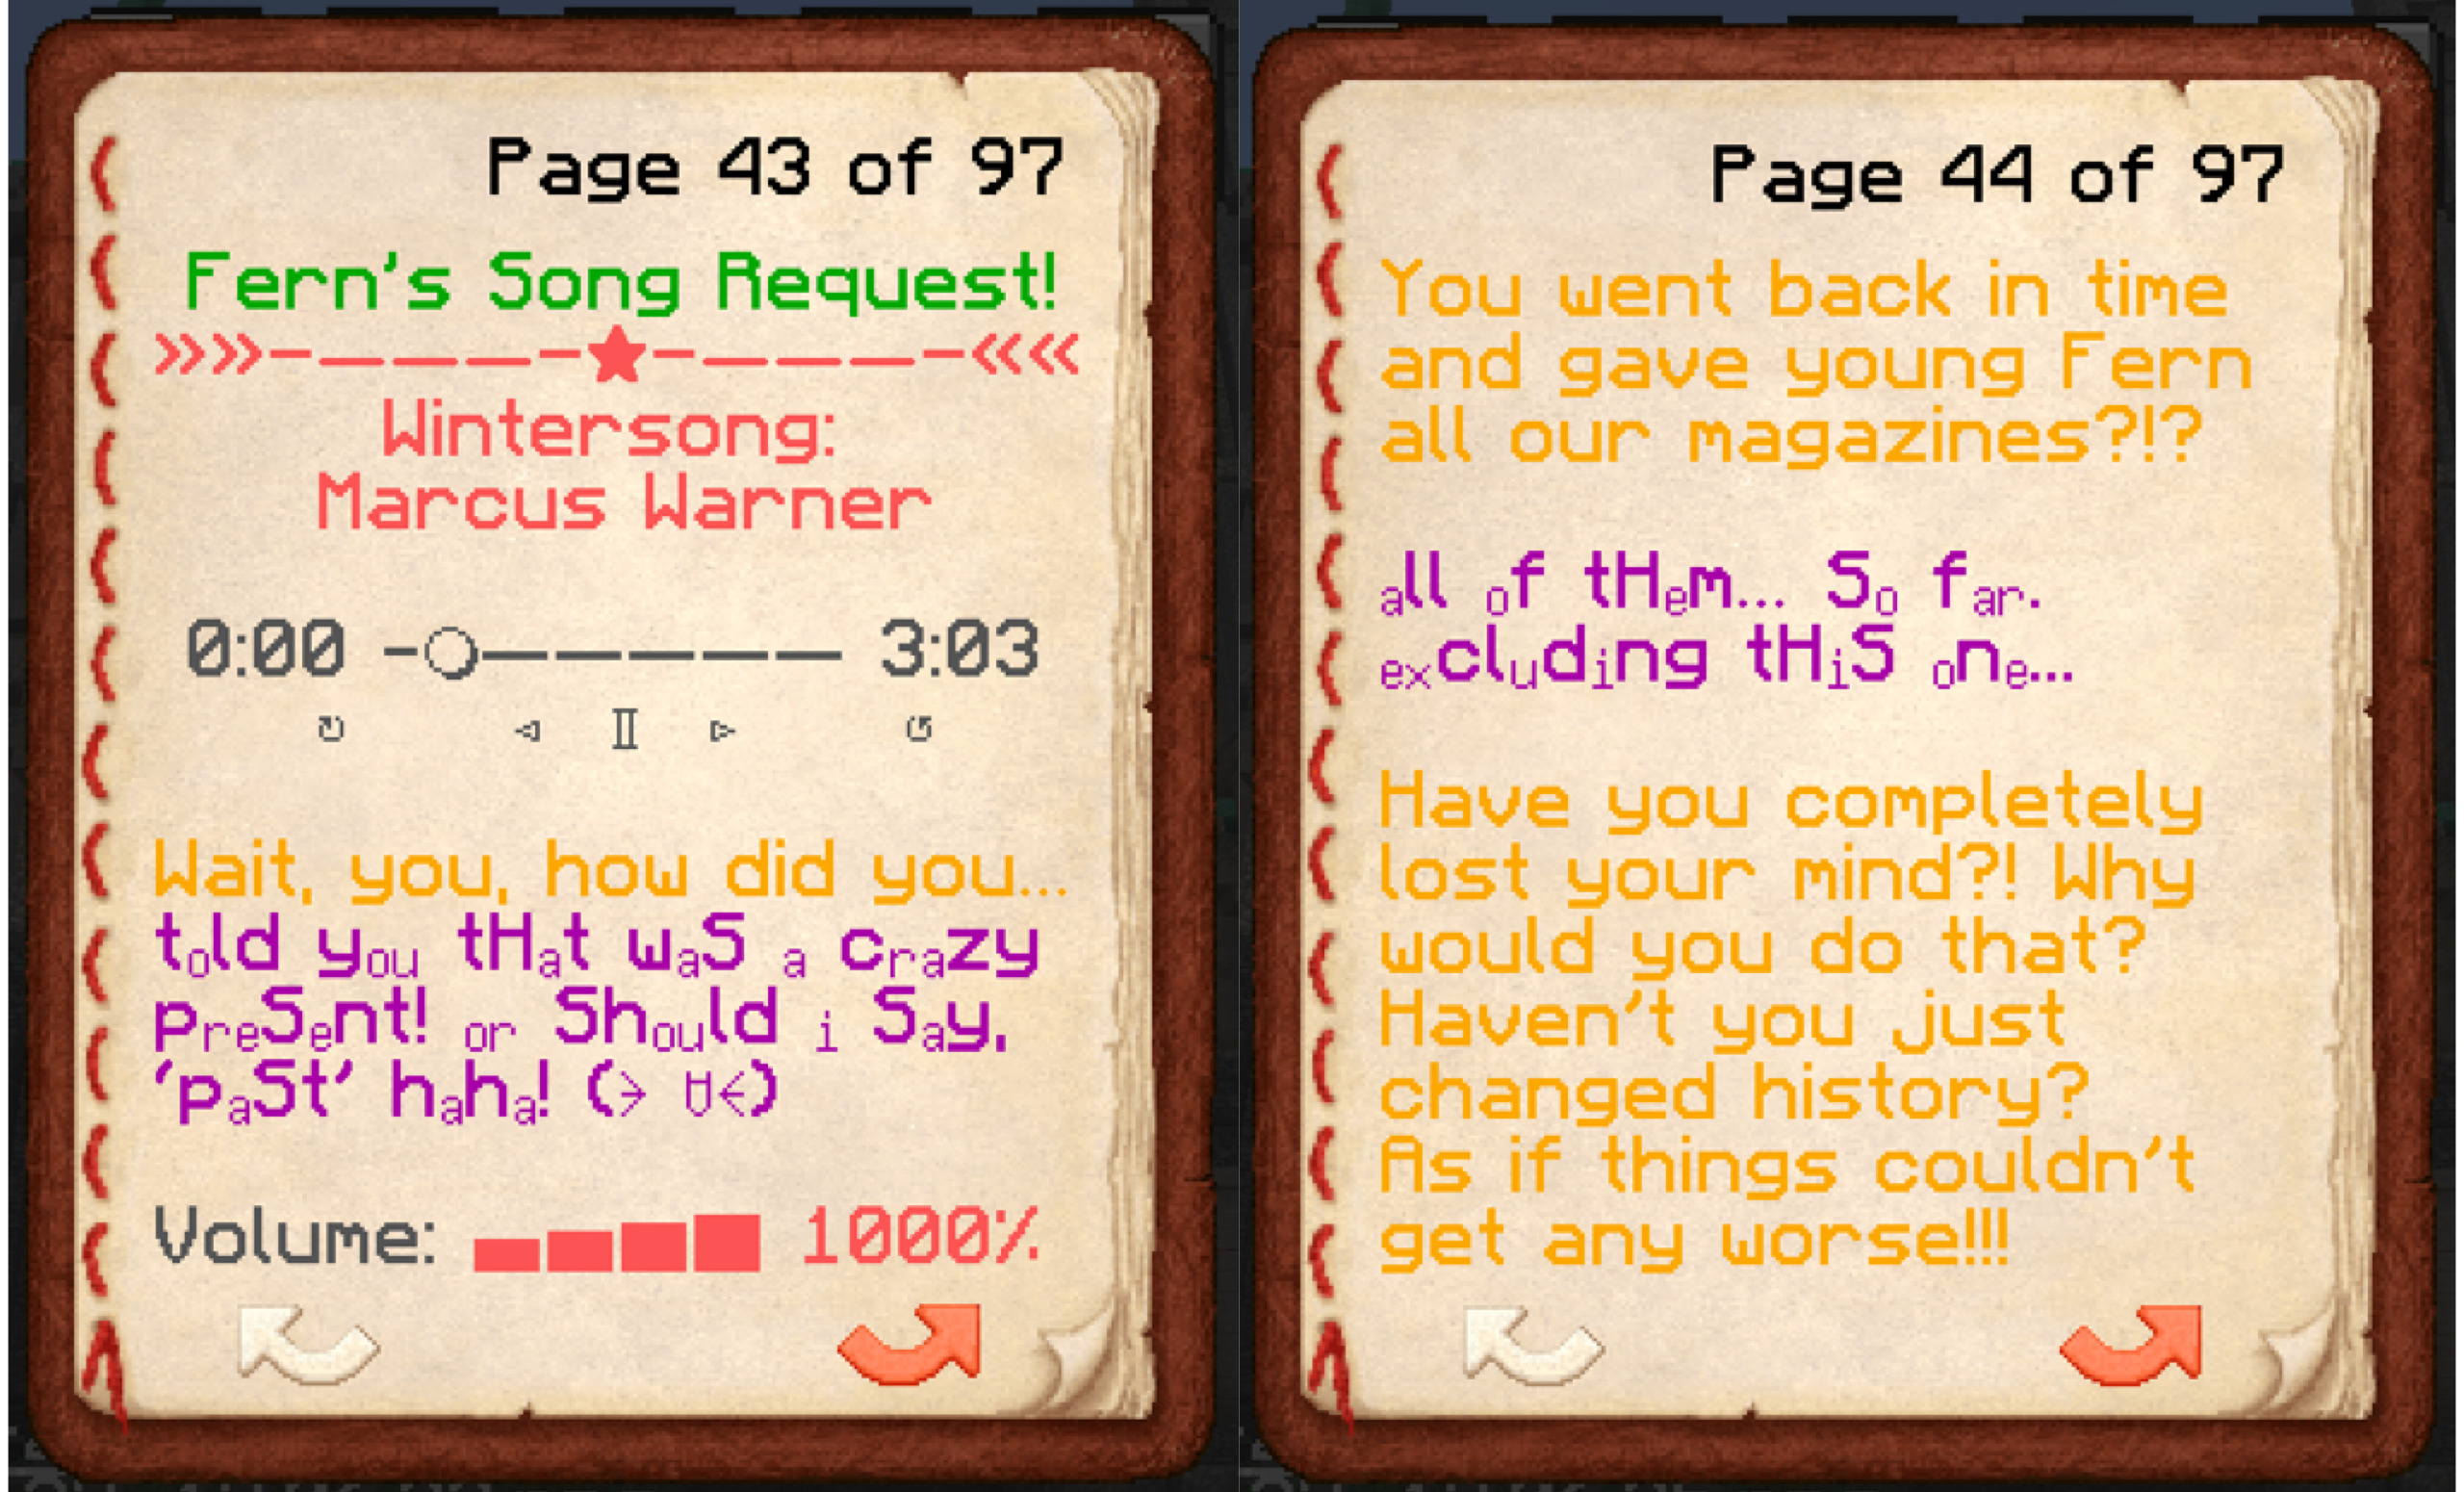 Page 43 of 97
Fern's Song Request!
»»-_____-★-_____-««
Wintersong:
Marcus Warner
0:00 -○—————— 3:03
↻ ◁ II ▷ ↺
Wait, you, how did you...
tₒld yₒᵤ tHₐt wₐS ₐ cᵣₐzy
pᵣₑSₑnt! ₒᵣ Shₒᵤld ᵢ Sₐy,
'pₐSt' hₐhₐ! (> ∀<)
Volume: ▃▄▅▆ 1000%
Page 44 of 97
You went back in time
and gave young Fern
all our magazines?!?
ₐll ₒf tHₑm... Sₒ fₐᵣ.
ₑₓclᵤdᵢng tHᵢS ₒnₑ...
Have you completely
lost your mind?! Why
would you do that?
Haven't you just
changed history?
As if things couldn't
get any worse!!!